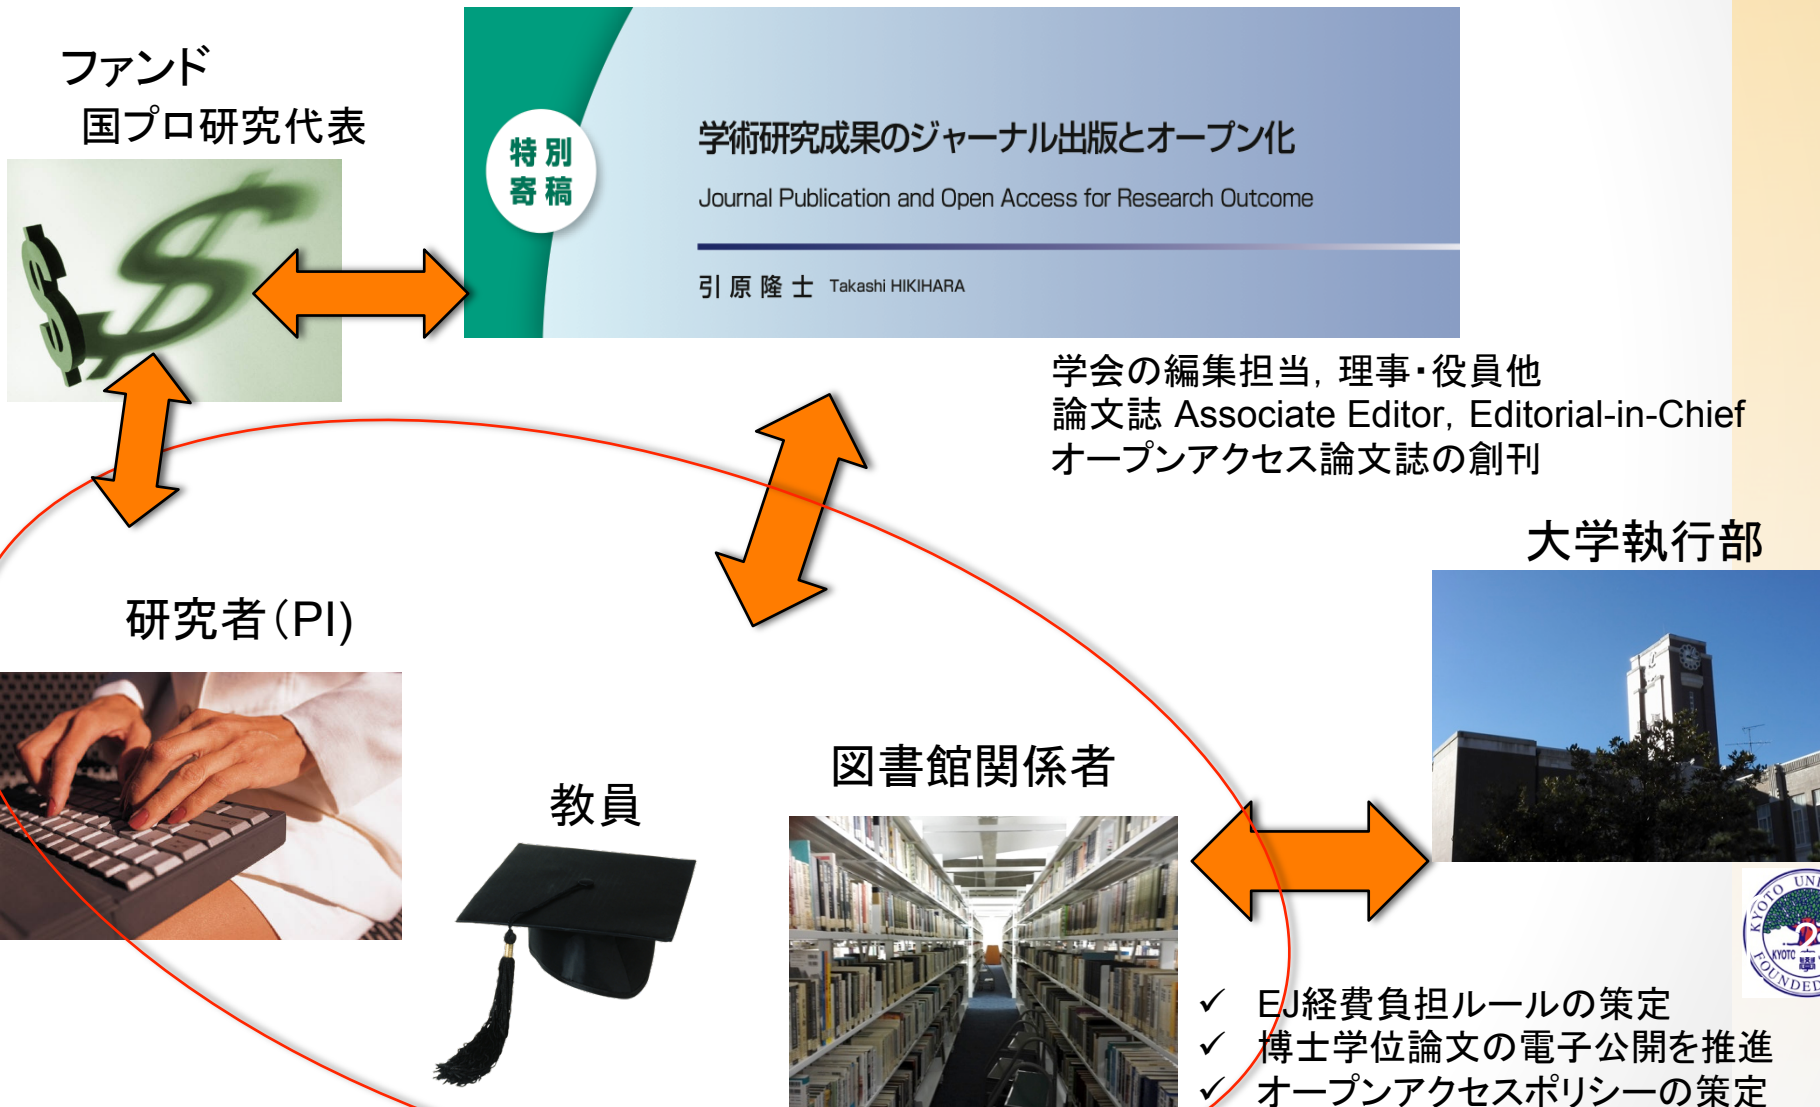 ファンド
国プロ研究代表
特別
寄稿
学術研究成果のジャーナル出版とオープン化
Journal Publication and Open Access for Research Outcome
引原隆士 Takashi HIKIHARA
学会の編集担当, 理事・役員他
論文誌 Associate Editor, Editorial-in-Chief
オープンアクセス論文誌の創刊
大学執行部
研究者(PI)
図書館関係者
教員
KYOTO UNI
KYOTO
FOUNDED
✓ EJ経費負担ルールの策定
✓ 博士学位論文の電子公開を推進
✓ オープンアクセスポリシーの策定